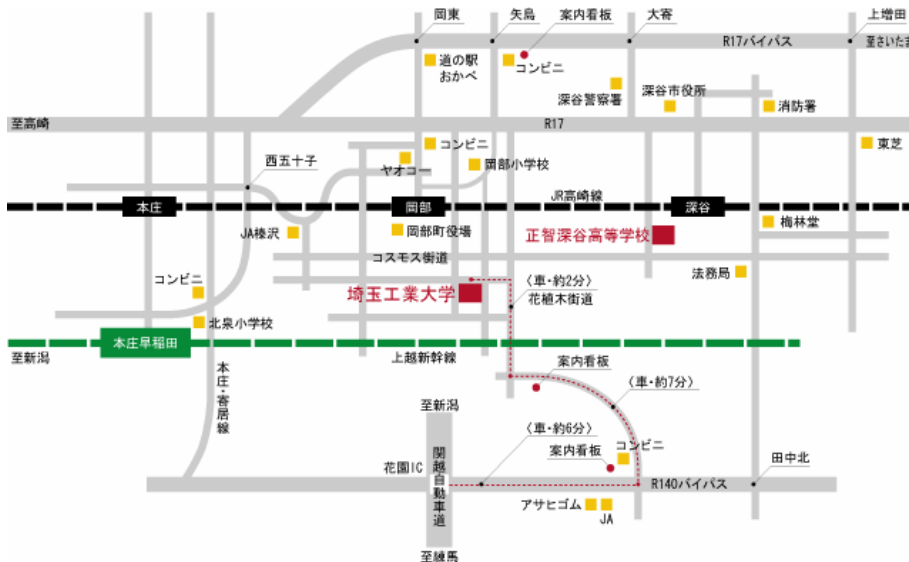 岡東
矢島
案内看板
大寄
上増田
R17バイパス
至さいたま
道の駅
おかべ
コンビニ
深谷警察署
深谷市役所
消防署
至高崎
R17
東芝
コンビニ
ヤオコー
岡部小学校
西五十子
JR高崎線
本庄
岡部
深谷
JA榛沢
岡部町役場
正智深谷高等学校
梅林堂
コスモス街道
法務局
コンビニ
埼玉工業大学
〈車・約2分〉
花植木街道
北泉小学校
本庄早稲田
至新潟
上越新幹線
本庄・寄居線
案内看板
〈車・約7分〉
至新潟
〈車・約6分〉
コンビニ
案内看板
田中北
花園IC
関越自動車道
R140バイパス
アサヒゴム
JA
至練馬